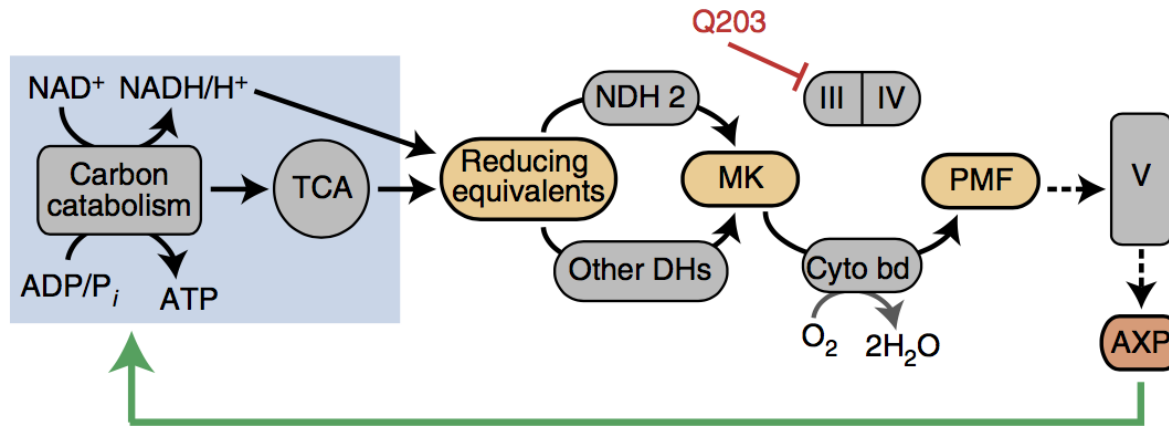 Q203
NAD+ NADH/H+
Carbon
catabolism
TCA
ADP/Pi
ATP
Reducing
equivalents
NDH 2
Other DHs
MK
III IV
Cyto bd
O2
2H2O
PMF
V
AXP